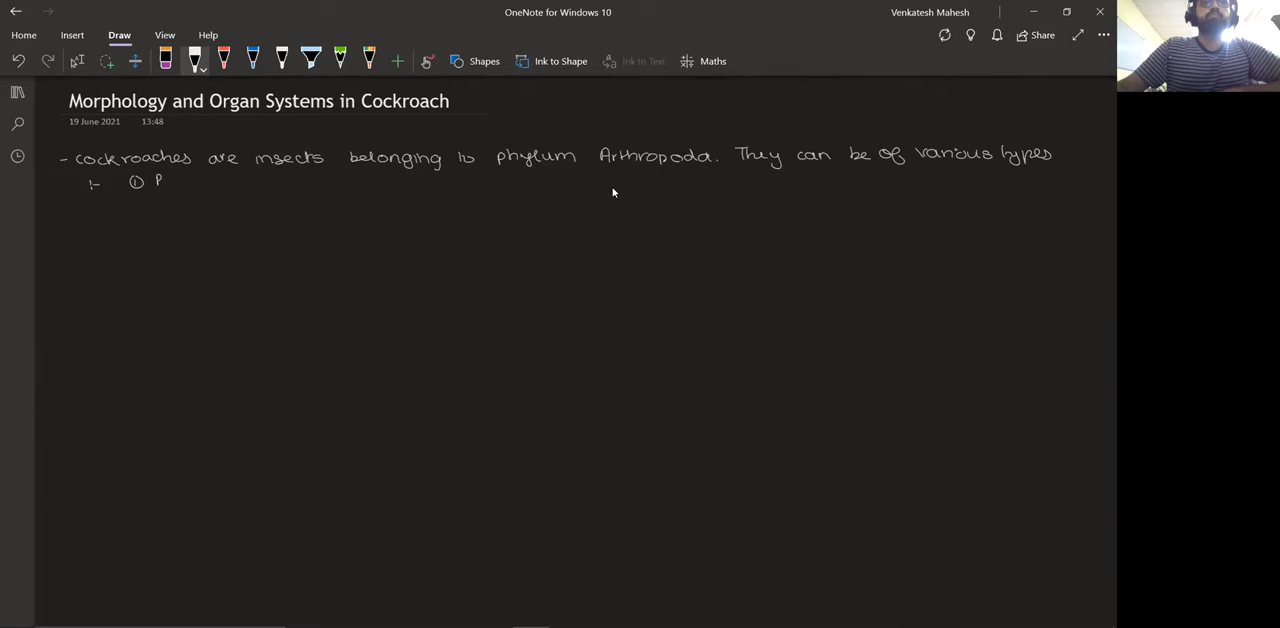 OneNote for Windows 10
Venkatesh Mahesh
Home Insert Draw View Help
Share
Shapes Ink to Shape Ink to Text Maths
Morphology and Organ Systems in Cockroach
19 June 2021 13:48
- cockroaches are insects belonging to phylum Arthropoda. They can be of various types
:- ① P